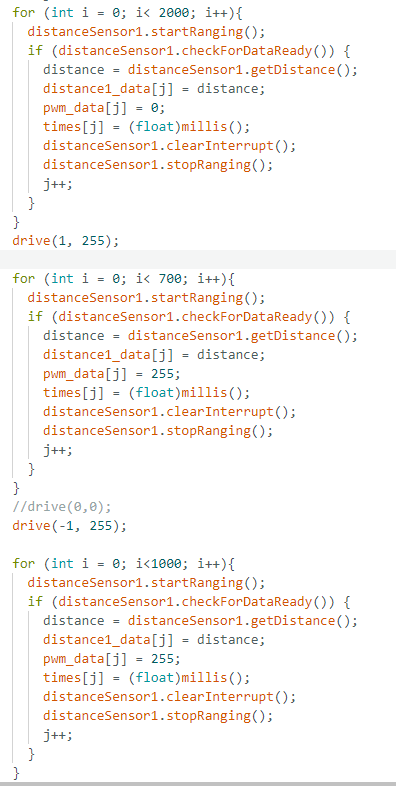 for (int i = 0; i< 2000; i++){
distanceSensor1.startRanging();
if (distanceSensor1.checkForDataReady()) {
distance = distanceSensor1.getDistance();
distance1_data[j] = distance;
pwm_data[j] = 0;
times[j] = (float)millis();
distanceSensor1.clearInterrupt();
distanceSensor1.stopRanging();
j++;
}
}
drive(1, 255);
for (int i = 0; i< 700; i++){
distanceSensor1.startRanging();
if (distanceSensor1.checkForDataReady()) {
distance = distanceSensor1.getDistance();
distance1_data[j] = distance;
pwm_data[j] = 255;
times[j] = (float)millis();
distanceSensor1.clearInterrupt();
distanceSensor1.stopRanging();
j++;
}
}
//drive(0,0);
drive(-1, 255);
for (int i = 0; i<1000; i++){
distanceSensor1.startRanging();
if (distanceSensor1.checkForDataReady()) {
distance = distanceSensor1.getDistance();
distance1_data[j] = distance;
pwm_data[j] = 255;
times[j] = (float)millis();
distanceSensor1.clearInterrupt();
distanceSensor1.stopRanging();
j++;
}
}